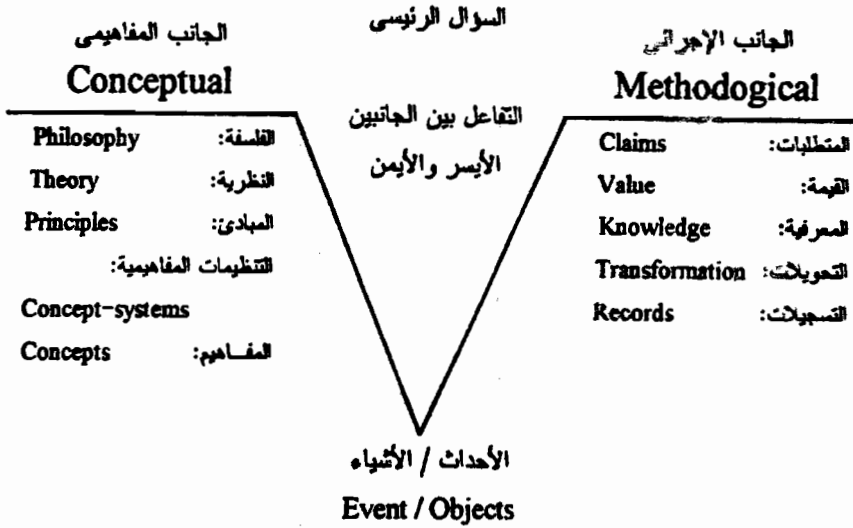 السؤال الرئيسى
الجانب المفاهيمى
Conceptual
الجانب الإجرائي
Methodogical
التفاعل بين الجانبين
الأيسر والأيمن
Philosophy الفلسفة:
Theory النظرية:
Principles المبادئ:
التنظيمات المفاهيمية:
Concept-systems
Concepts المفـاهيم:
Claims المتطلبات:
Value القيمة:
Knowledge المعرفية:
Transformation التحويلات:
Records التسجيلات:
الأحداث / الأشياء
Event / Objects